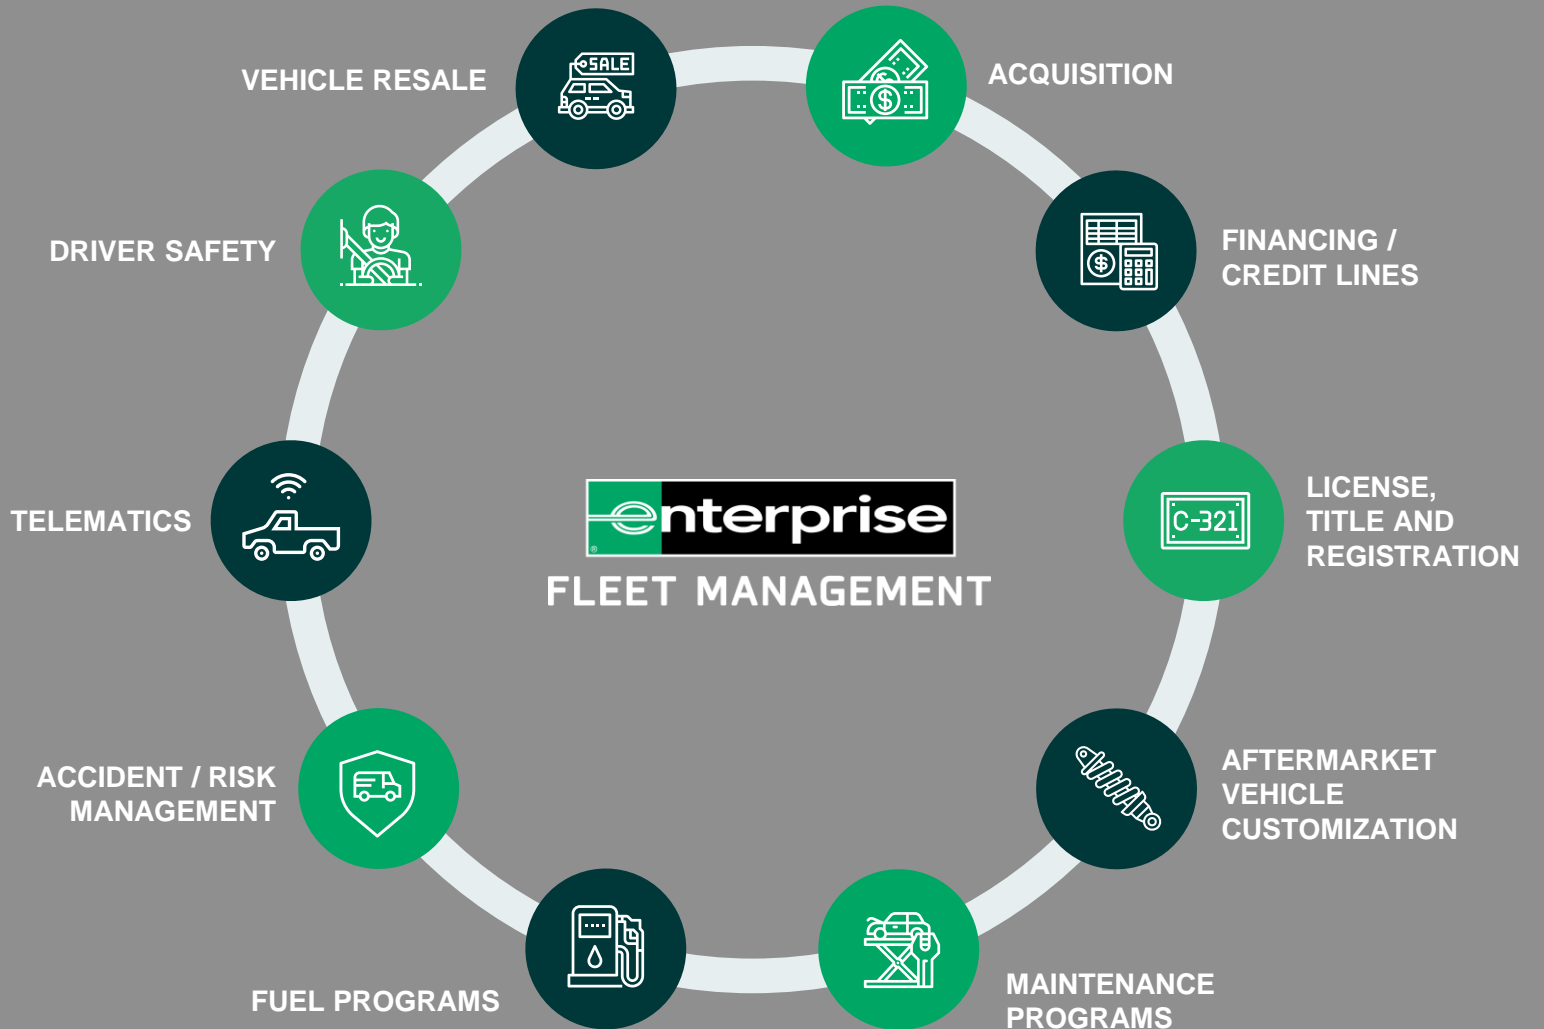 VEHICLE RESALE
SALE
ACQUISITION
$
DRIVER SAFETY
FINANCING /
CREDIT LINES
$
TELEMATICS
LICENSE,
TITLE AND
REGISTRATION
C-321
enterprise
®
FLEET MANAGEMENT
ACCIDENT / RISK
MANAGEMENT
AFTERMARKET
VEHICLE
CUSTOMIZATION
FUEL PROGRAMS
MAINTENANCE
PROGRAMS